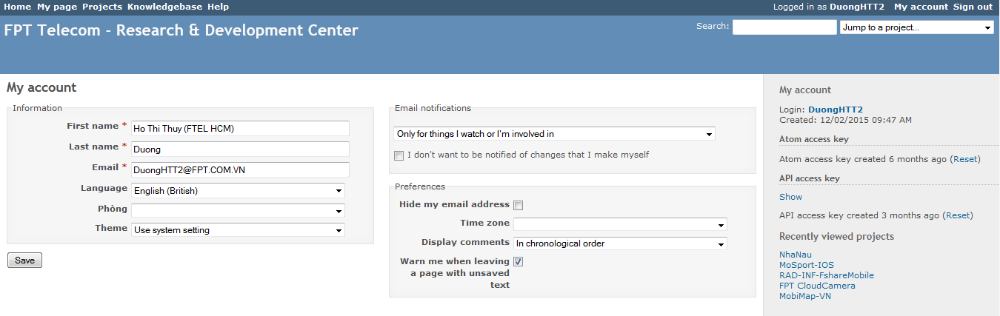 Home My page Projects Knowledgebase Help
Logged in as DuongHTT2 My account Sign out
FPT Telecom - Research & Development Center
Search: Jump to a project...
My account
Information
First name * Ho Thi Thuy (FTEL HCM)
Last name * Duong
Email * DuongHTT2@FPT.COM.VN
Language English (British)
Phòng
Theme Use system setting
Save
Email notifications
Only for things I watch or I'm involved in
I don't want to be notified of changes that I make myself
Preferences
Hide my email address
Time zone
Display comments In chronological order
Warn me when leaving
a page with unsaved
text
My account
Login: DuongHTT2
Created: 12/02/2015 09:47 AM
Atom access key
Atom access key created 6 months ago (Reset)
API access key
Show
API access key created 3 months ago (Reset)
Recently viewed projects
NhaNau
MoSport-IOS
RAD-INF-FshareMobile
FPT CloudCamera
MobiMap-VN